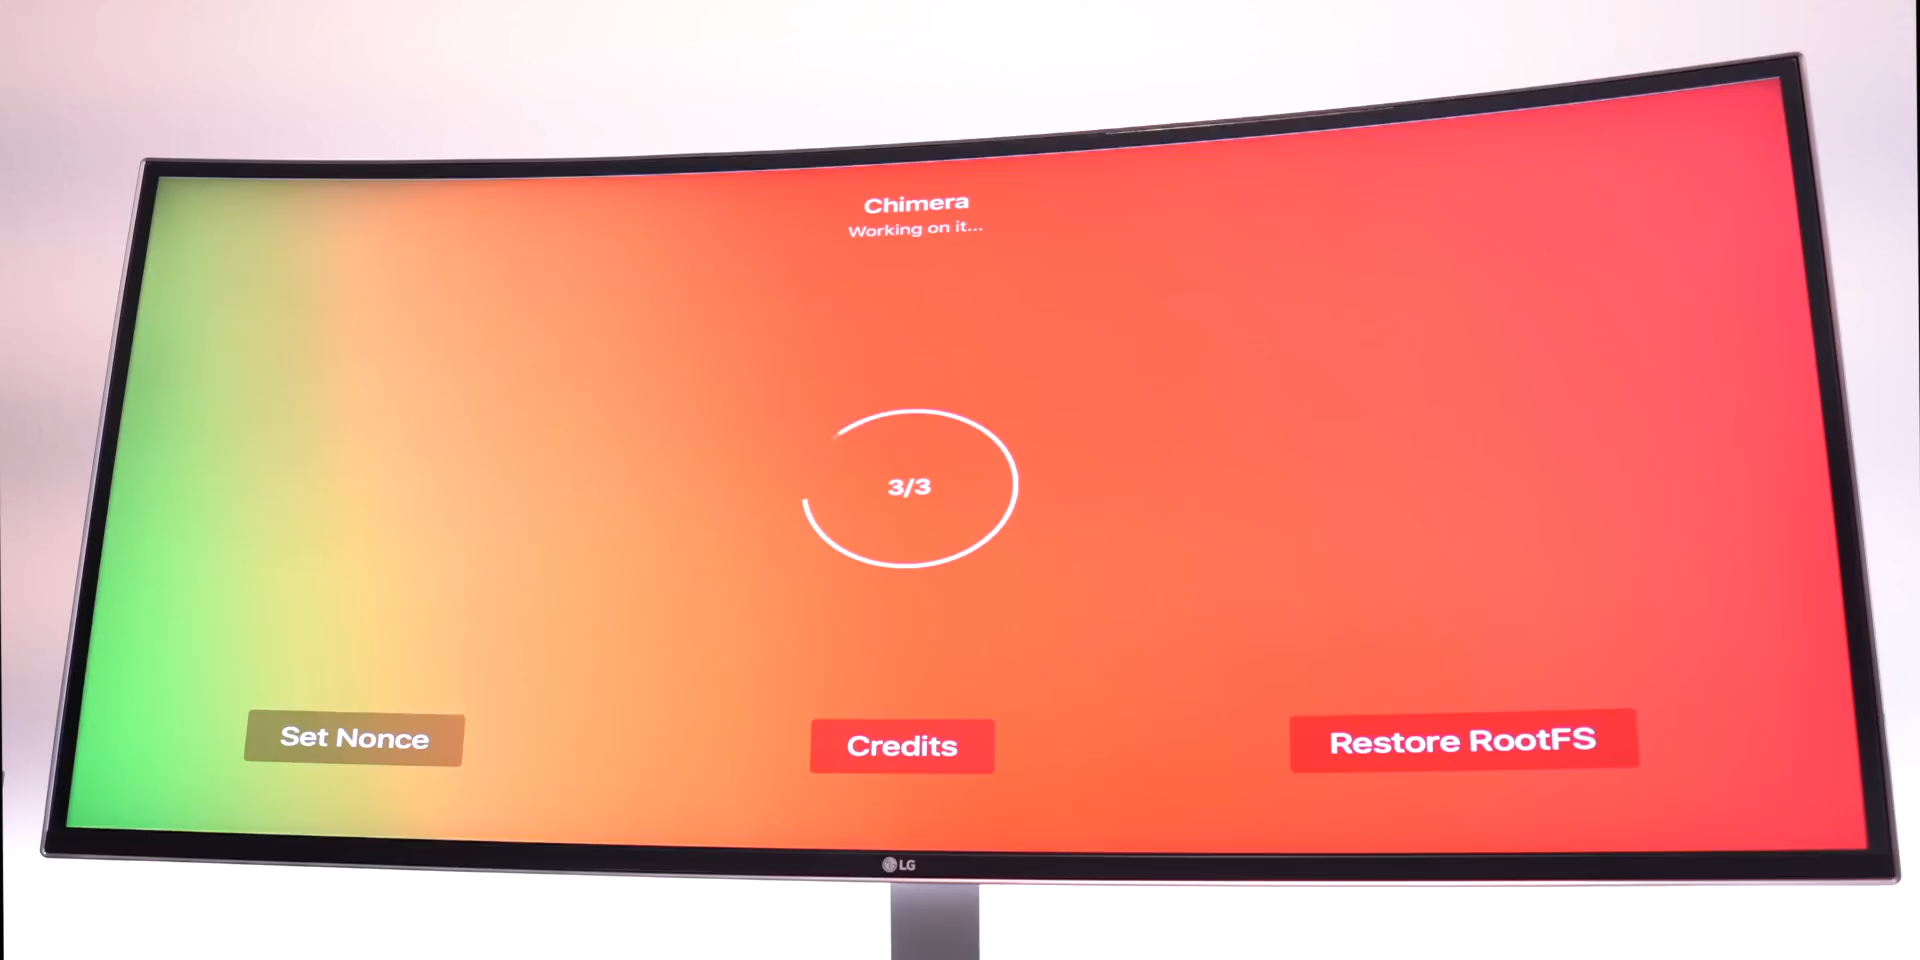 Chimera
Working on it...
3/3
Set Nonce
Credits
Restore RootFS
LG